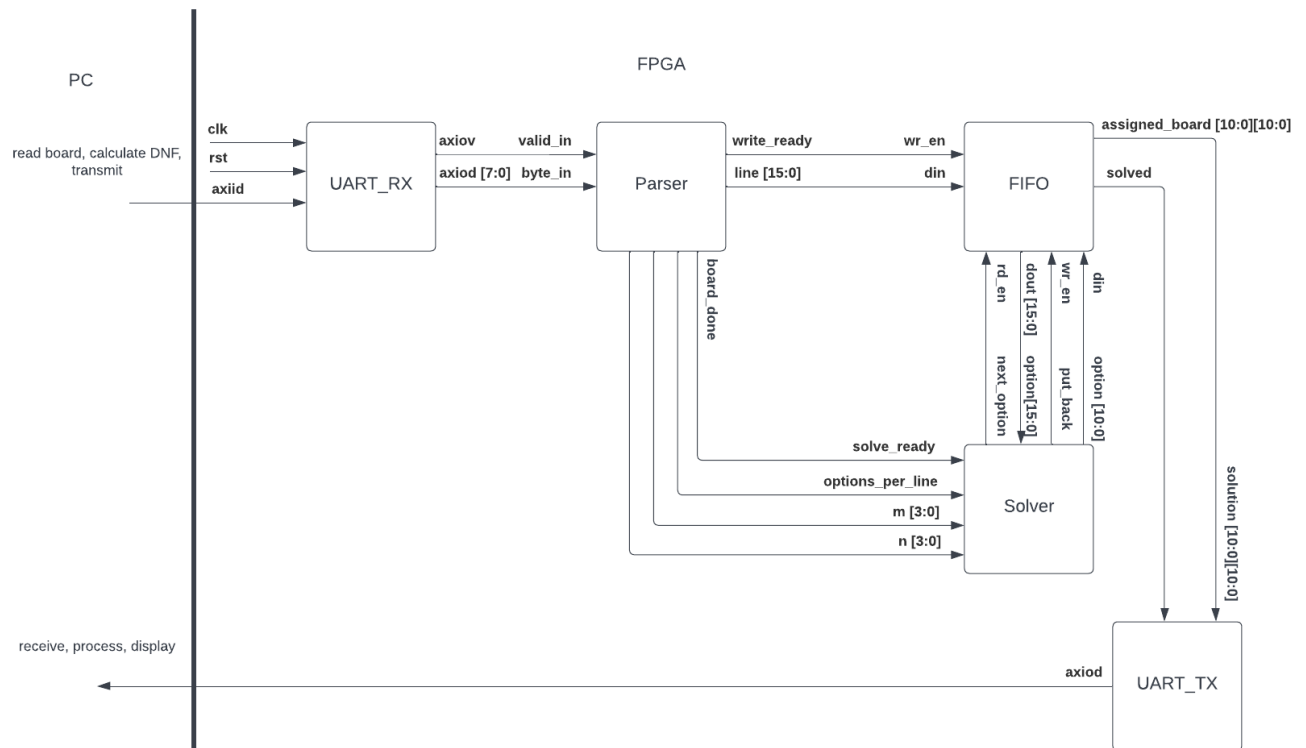 PC
FPGA
read board, calculate DNF,
transmit
clk
rst
axiid
UART_RX
axiov
valid_in
axiod [7:0]
byte_in
Parser
write_ready
wr_en
line [15:0]
din
FIFO
assigned_board [10:0][10:0]
solved
board_done
rd_en
dout [15:0]
wr_en
din
next_option
option[15:0]
put_back
option [10:0]
solve_ready
options_per_line
m [3:0]
n [3:0]
Solver
solution [10:0][10:0]
receive, process, display
axiod
UART_TX